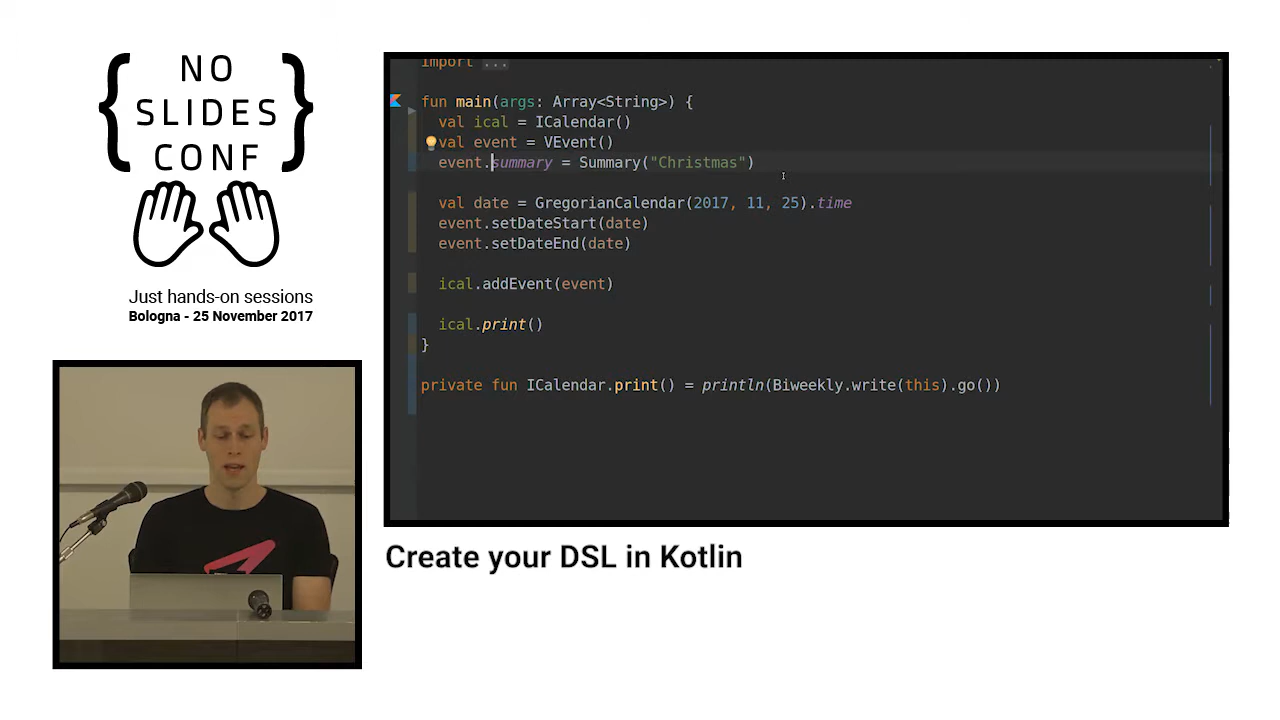 NO
SLIDES
CONF
Just hands-on sessions
Bologna - 25 November 2017
import ...
fun main(args: Array<String>) {
val ical = ICalendar()
val event = VEvent()
event.summary = Summary("Christmas")
val date = GregorianCalendar(2017, 11, 25).time
event.setDateStart(date)
event.setDateEnd(date)
ical.addEvent(event)
ical.print()
}
private fun ICalendar.print() = println(Biweekly.write(this).go())
Create your DSL in Kotlin